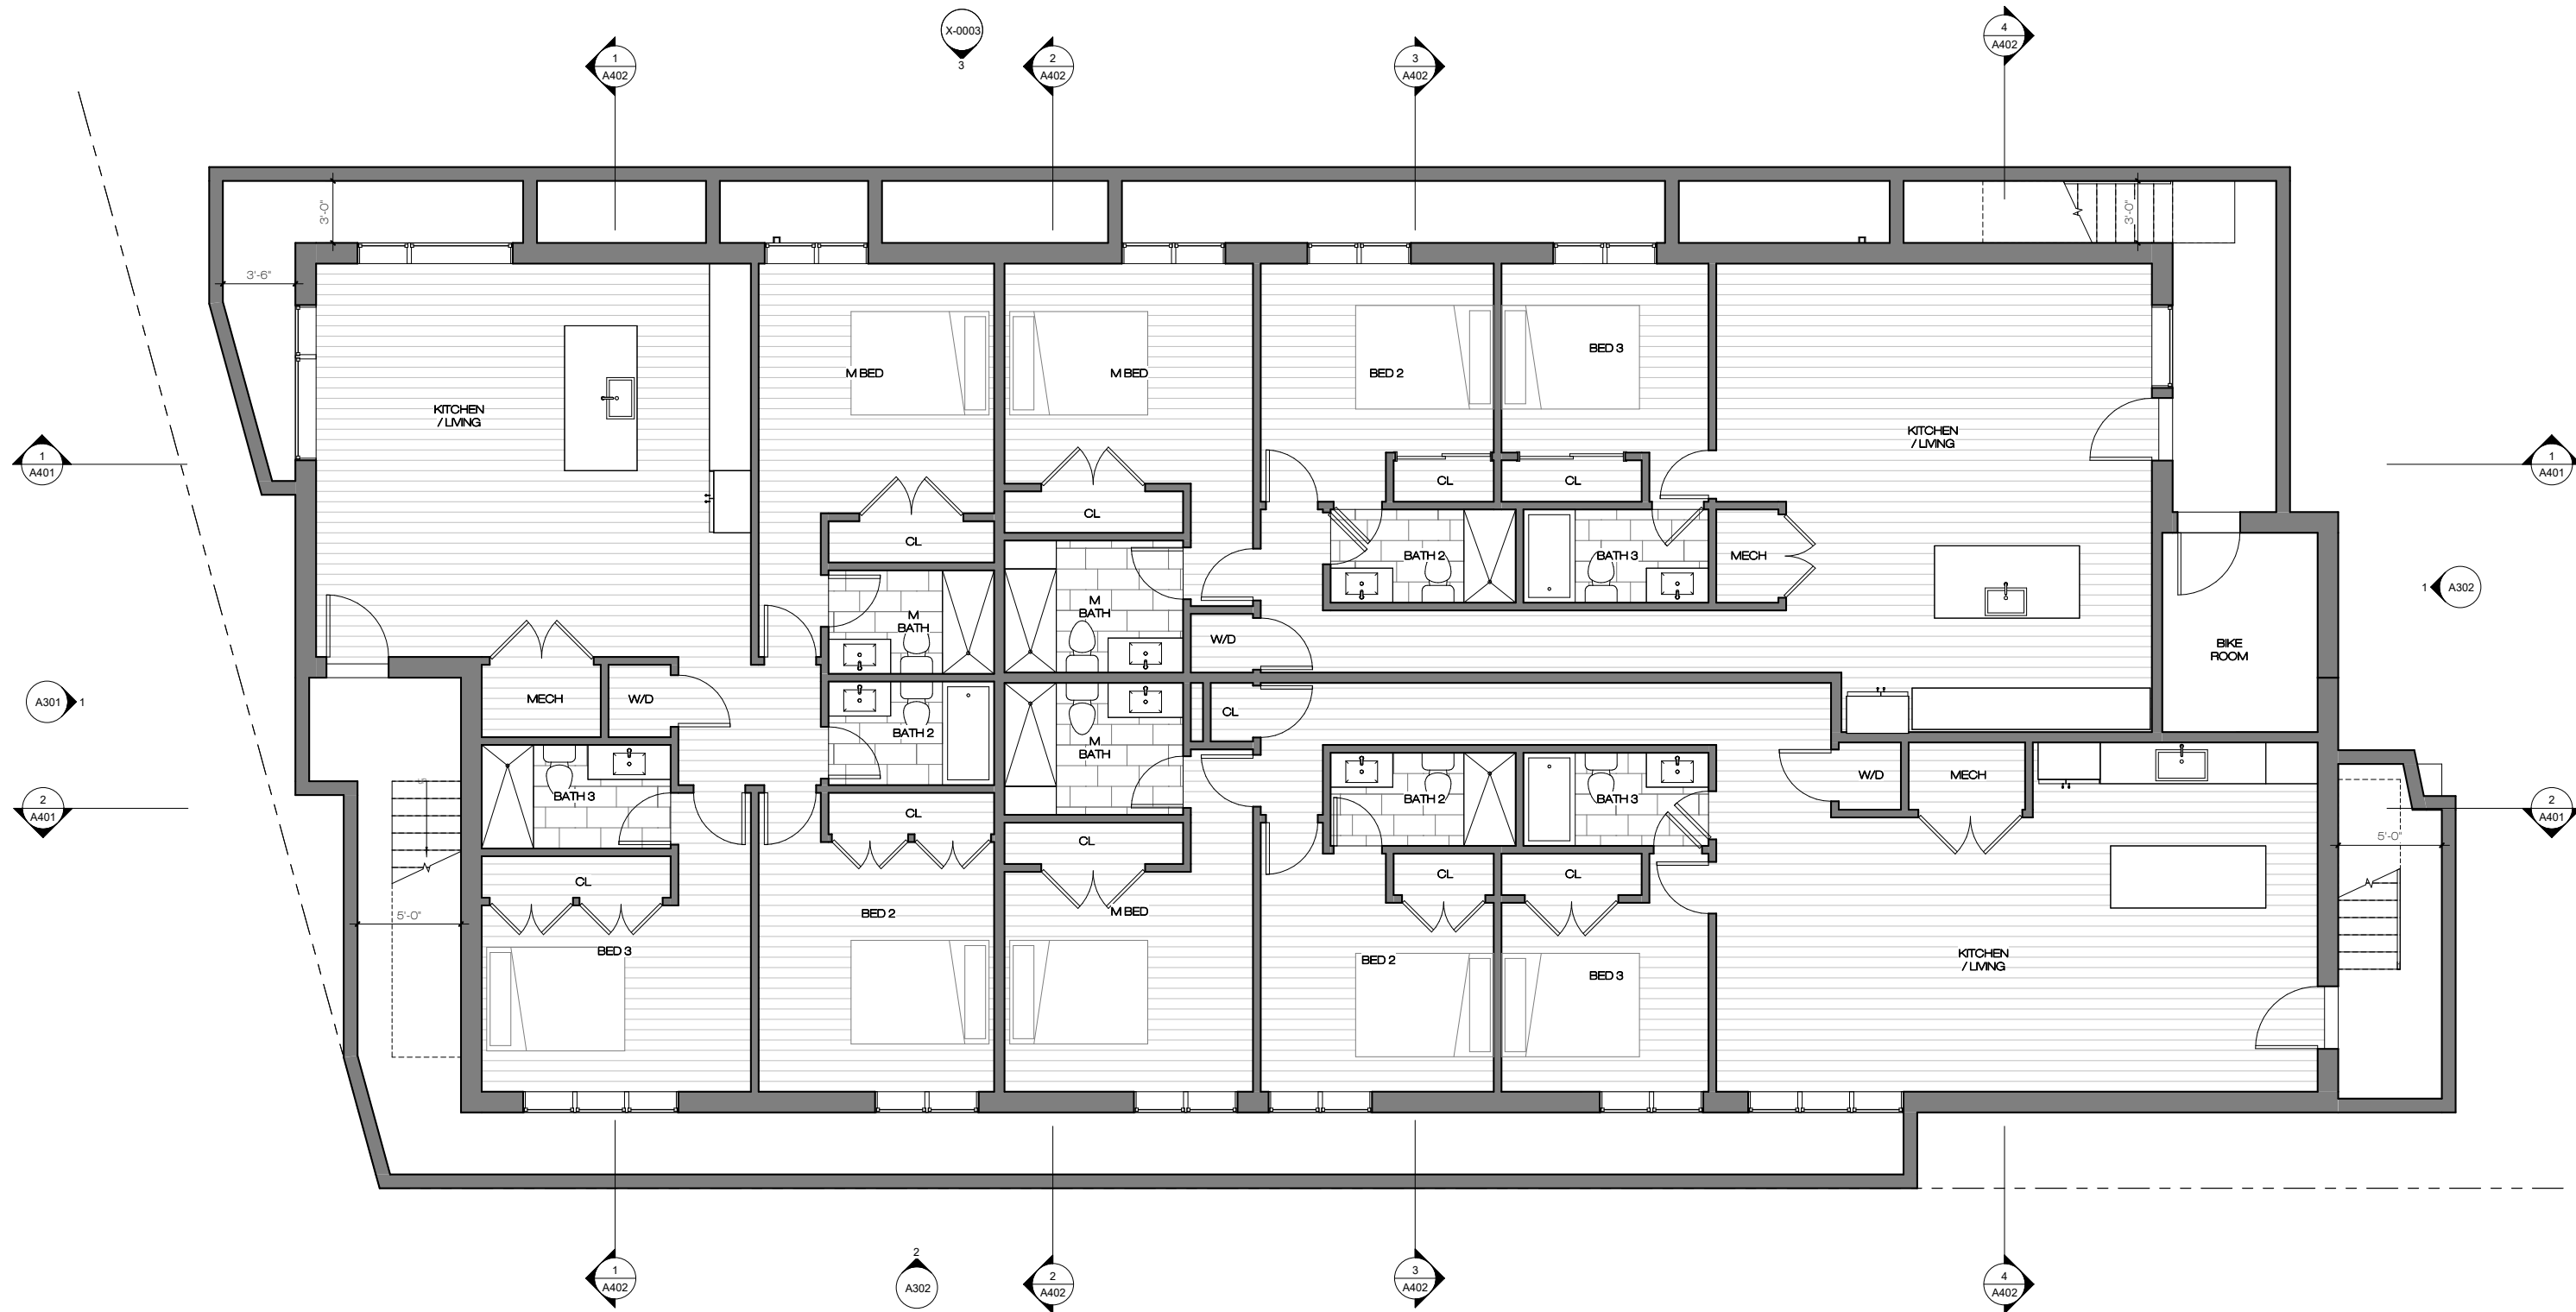 X-0003
3
1
A402
2
A402
3
A402
4
A402
3'-0"
3'-0"
3'-6"
M BED
M BED
BED 2
BED 3
KITCHEN
/ LIVING
KITCHEN
/ LIVING
1
A401
1
A401
CL
CL
CL
CL
BATH 2
BATH 3
MECH
1
A302
M
BATH
M
BATH
W/D
BIKE
ROOM
A301
1
MECH
W/D
CL
BATH 2
M
BATH
W/D
MECH
BATH 3
BATH 2
BATH 3
2
A401
2
A401
5'-0"
CL
CL
CL
CL
CL
5'-0"
BED 3
BED 2
M BED
BED 2
BED 3
KITCHEN
/ LIVING
1
A402
2
A302
2
A402
3
A402
4
A402